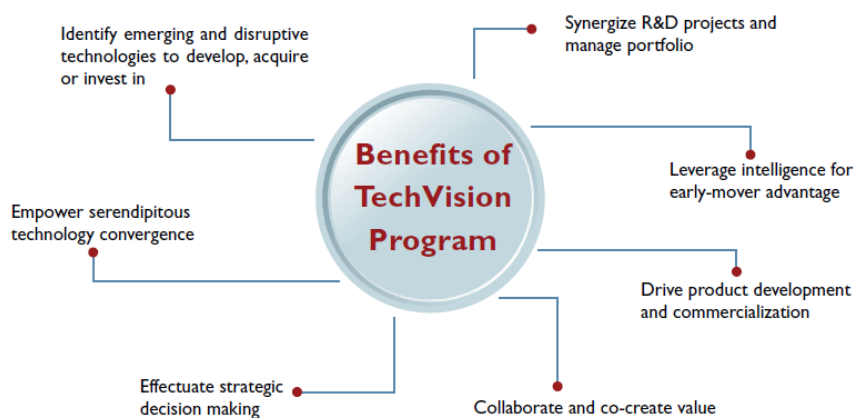 Identify emerging and disruptive
technologies to develop, acquire
or invest in
Synergize R&D projects and
manage portfolio
Benefits of
TechVision
Program
Leverage intelligence for
early-mover advantage
Empower serendipitous
technology convergence
Drive product development
and commercialization
Effectuate strategic
decision making
Collaborate and co-create value